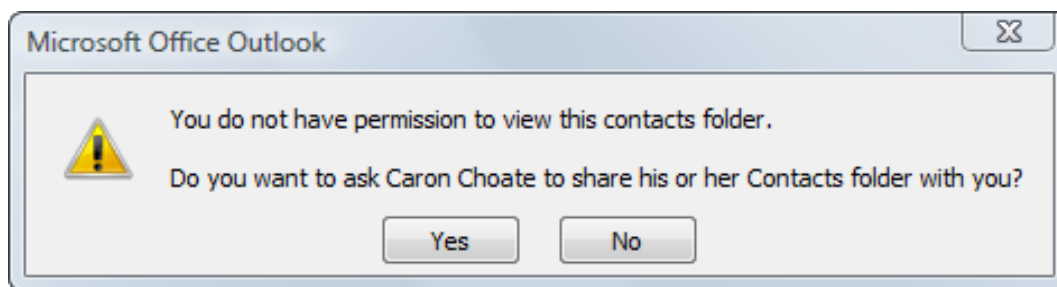 Microsoft Office Outlook
You do not have permission to view this contacts folder.
Do you want to ask Caron Choate to share his or her Contacts folder with you?
Yes No